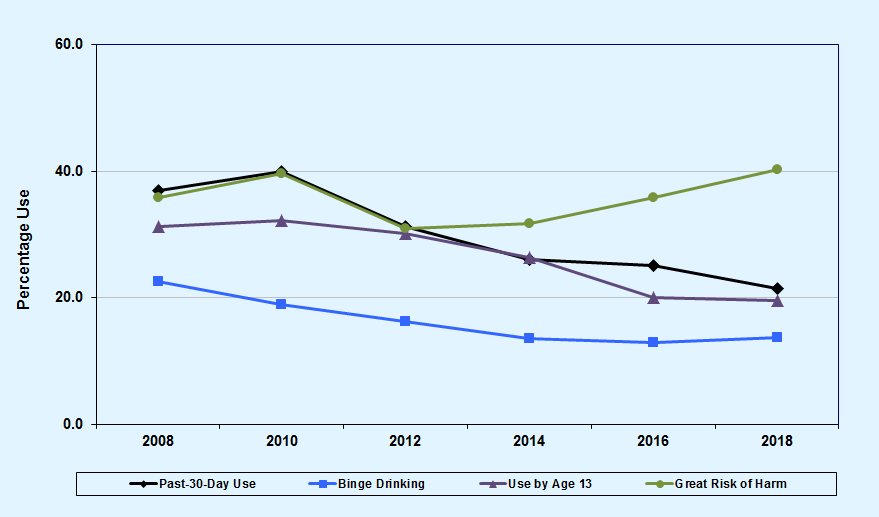 60.0
40.0
20.0
0.0
Percentage Use
2008 2010 2012 2014 2016 2018
Past-30-Day Use Binge Drinking Use by Age 13 Great Risk of Harm